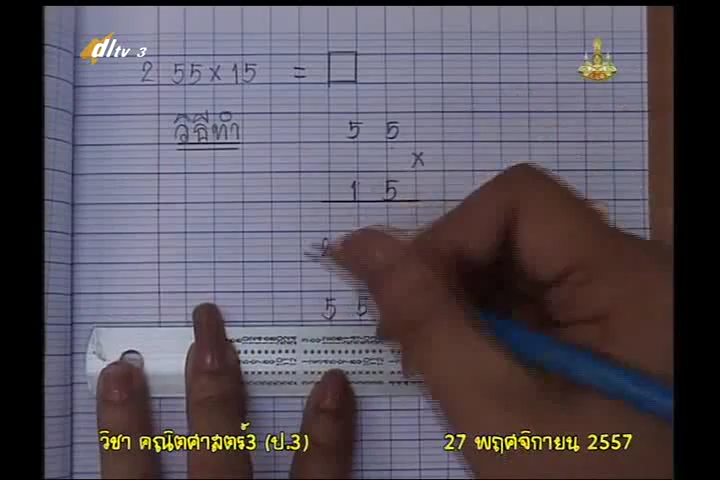 dltv 3
2 55 x 15 = □
วิธีทำ
5 5
x
1 5
2
5 5
วิชา คณิตศาสตร์3 (ป.3)
27 พฤศจิกายน 2557